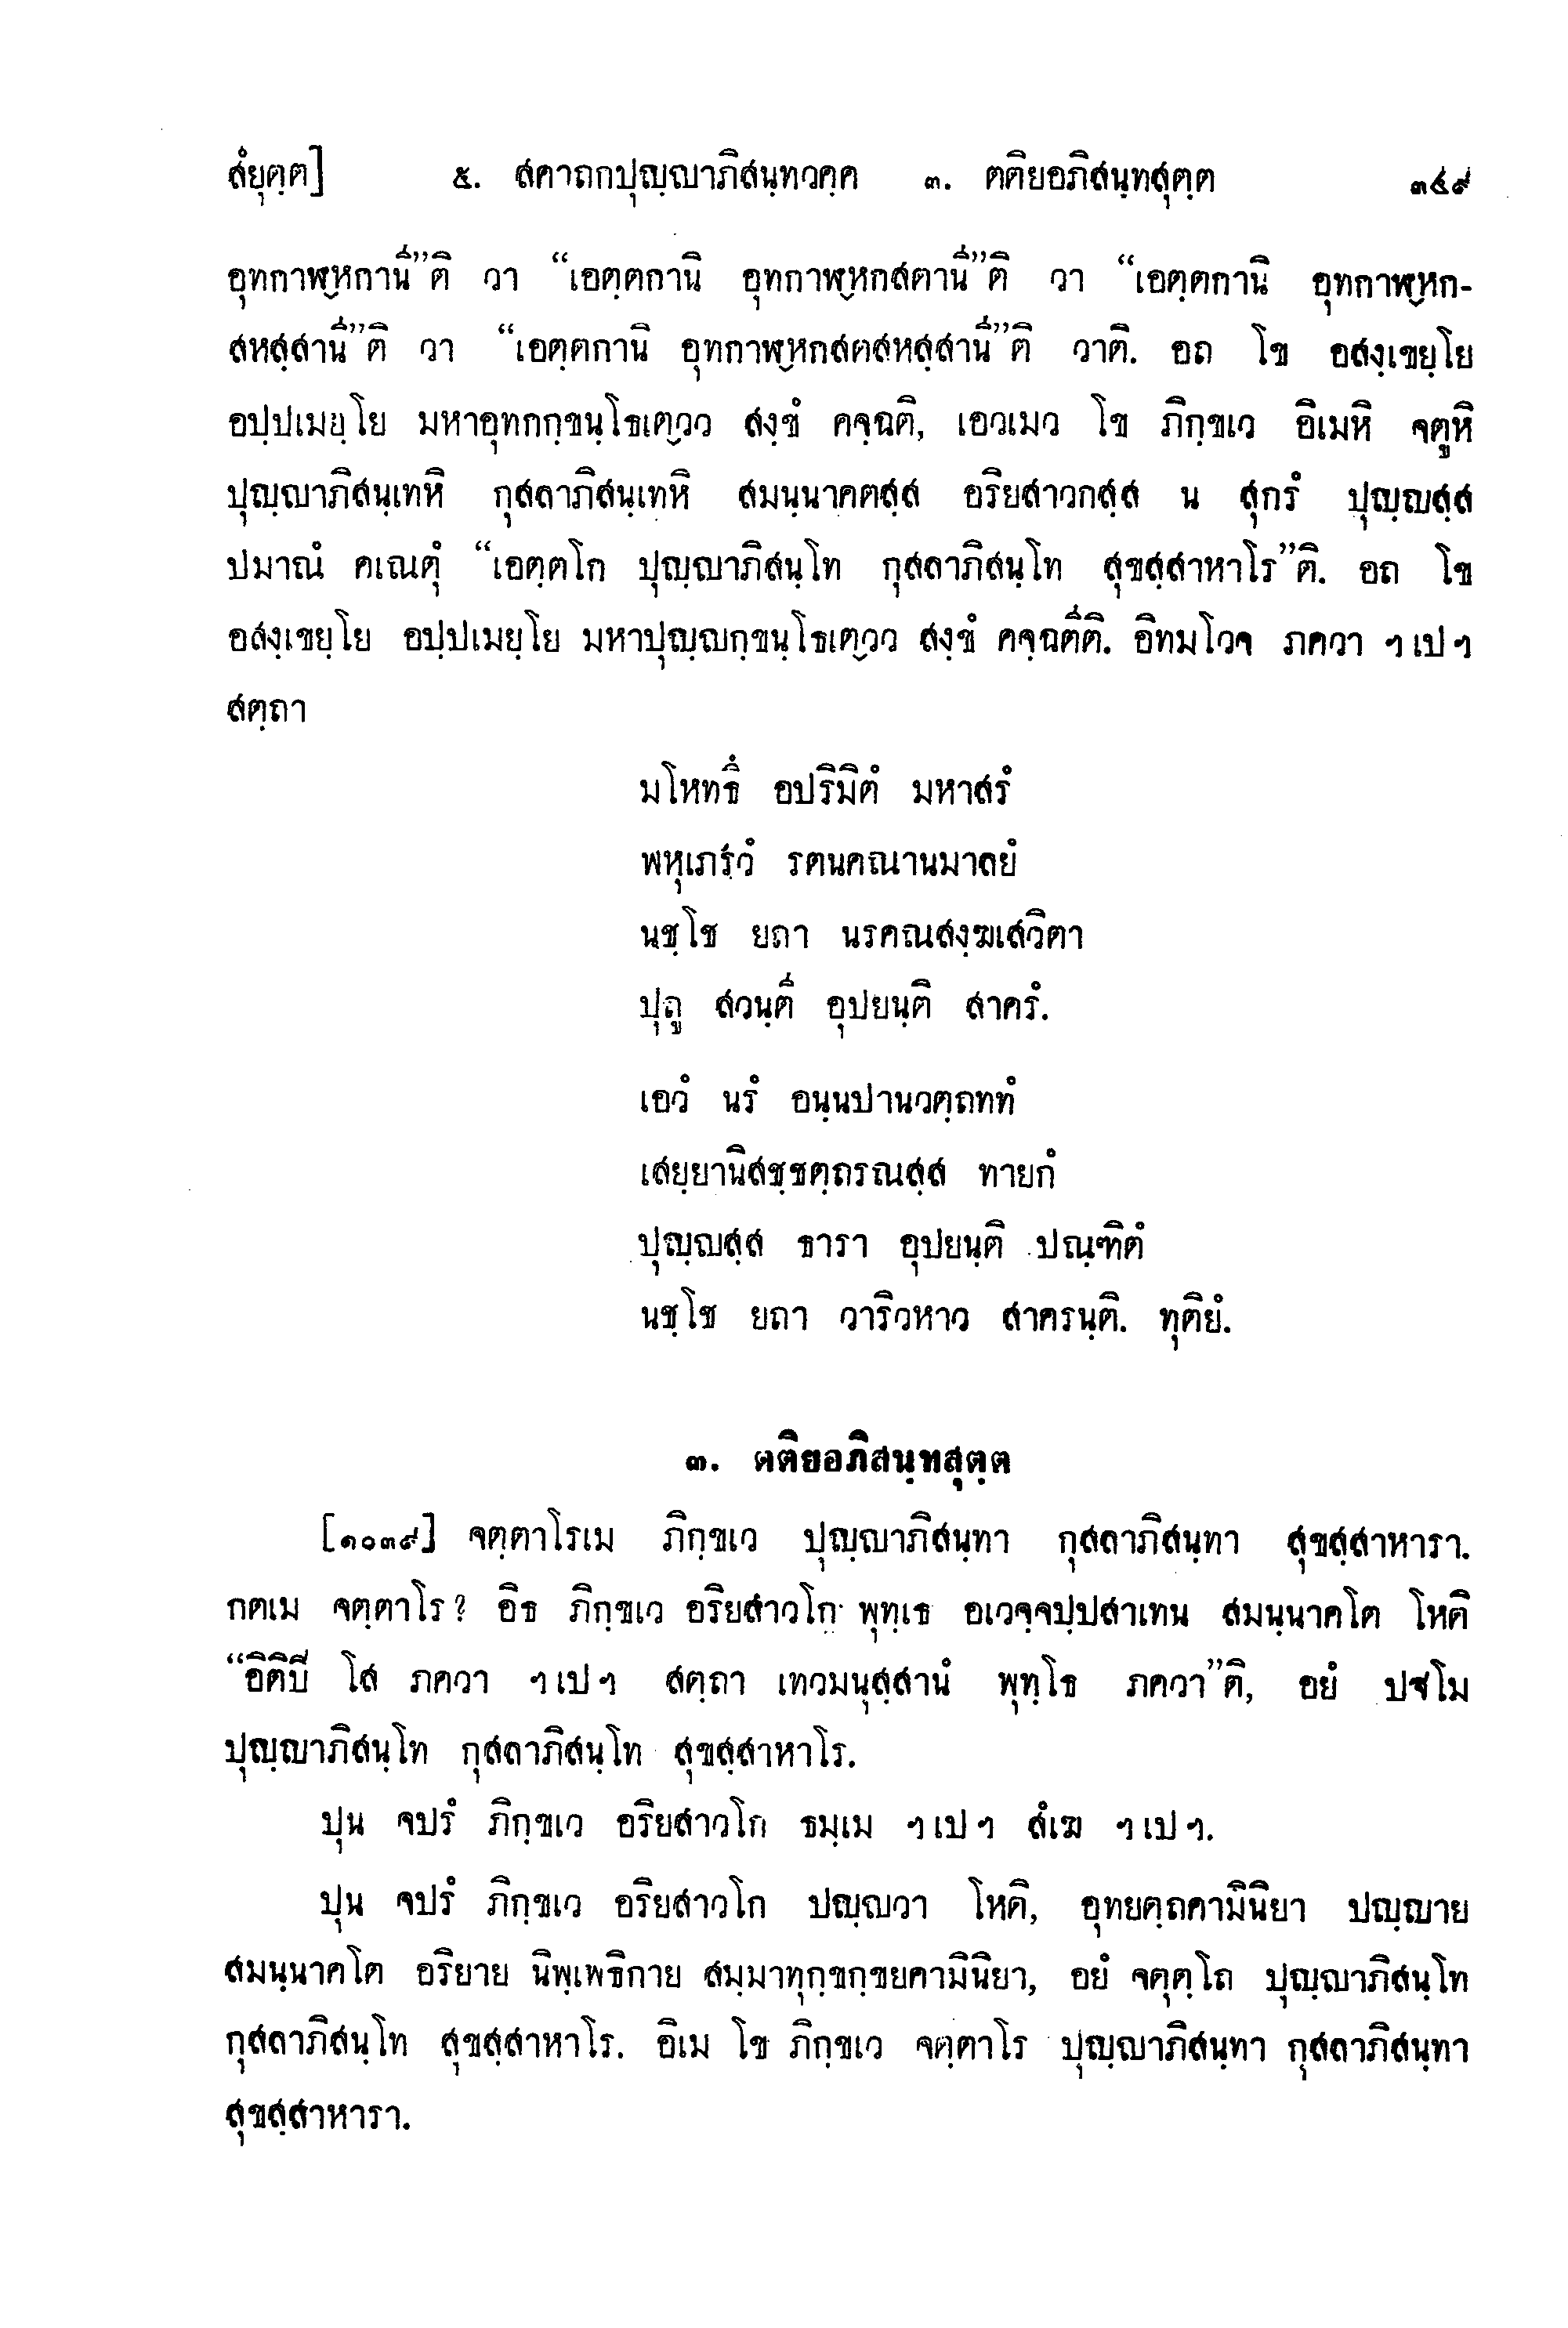 สํยุตฺต] ๕. สคาถกปุญฺญาภิสนฺทวคฺค ๓. ตติยอภิสนฺทสุตฺต ๓๔๙
อุทกาฬฺหกานี”ติ วา “เอตฺตกานิ อุทกาฬฺหกสตานี”ติ วา “เอตฺตกานิ อุทกาฬฺหก-
สหสฺสานี”ติ วา “เอตฺตกานิ อุทกาฬฺหกสตสหสฺสานี”ติ วาติ. อถ โข อสงฺเขยฺโย
อปฺปเมยฺโย มหาอุทกกฺขนฺโธเตฺวว สงฺขํ คจฺฉติ, เอวเมว โข ภิกฺขเว อิเมหิ จตูหิ
ปุญฺญาภิสนฺเทหิ กุสลาภิสนฺเทหิ สมนฺนาคตสฺส อริยสาวกสฺส น สุกรํ ปุญฺญสฺส
ปมาณํ คเณตุํ “เอตฺตโก ปุญฺญาภิสนฺโท กุสลาภิสนฺโท สุขสฺสาหาโร”ติ. อถ โข
อสงฺเขยฺโย อปฺปเมยฺโย มหาปุญฺญกฺขนฺโธเตฺวว สงฺขํ คจฺฉตีติ. อิทมโวจ ภควา ฯเปฯ
สตฺถา
มโหทธึ อปริมิตํ มหาสรํ
พหุเภรวํ รตนคณานมาลยํ
นชฺโช ยถา นรคณสงฺฆเสวิตา
ปุถู สวนฺตี อุปยนฺติ สาครํ.
เอวํ นรํ อนฺนปานวตฺถททํ
เสยฺยานิสชฺชตฺถรณสฺส ทายกํ
ปุญฺญสฺส ธารา อุปยนฺติ ปณฺฑิตํ
นชฺโช ยถา วาริวหาว สาครนฺติ. ทุติยํ.
๓. ตติยอภิสนฺทสุตฺต
[๑๐๓๙] จตฺตาโรเม ภิกฺขเว ปุญฺญาภิสนฺทา กุสลาภิสนฺทา สุขสฺสาหารา.
กตเม จตฺตาโร? อิธ ภิกฺขเว อริยสาวโก พุทฺเธ อเวจฺจปฺปสาเทน สมนฺนาคโต โหติ
“อิติปิ โส ภควา ฯเปฯ สตฺถา เทวมนุสฺสานํ พุทฺโธ ภควา”ติ, อยํ ปฐโม
ปุญฺญาภิสนฺโท กุสลาภิสนฺโท สุขสฺสาหาโร.
ปุน จปรํ ภิกฺขเว อริยสาวโก ธมฺเม ฯเปฯ สํเฆ ฯเปฯ.
ปุน จปรํ ภิกฺขเว อริยสาวโก ปญฺญวา โหติ, อุทยตฺถคามินิยา ปญฺญาย
สมนฺนาคโต อริยาย นิพฺเพธิกาย สมฺมาทุกฺขกฺขยคามินิยา, อยํ จตุตฺโถ ปุญฺญาภิสนฺโท
กุสลาภิสนฺโท สุขสฺสาหาโร. อิเม โข ภิกฺขเว จตฺตาโร ปุญฺญาภิสนฺทา กุสลาภิสนฺทา
สุขสฺสาหารา.